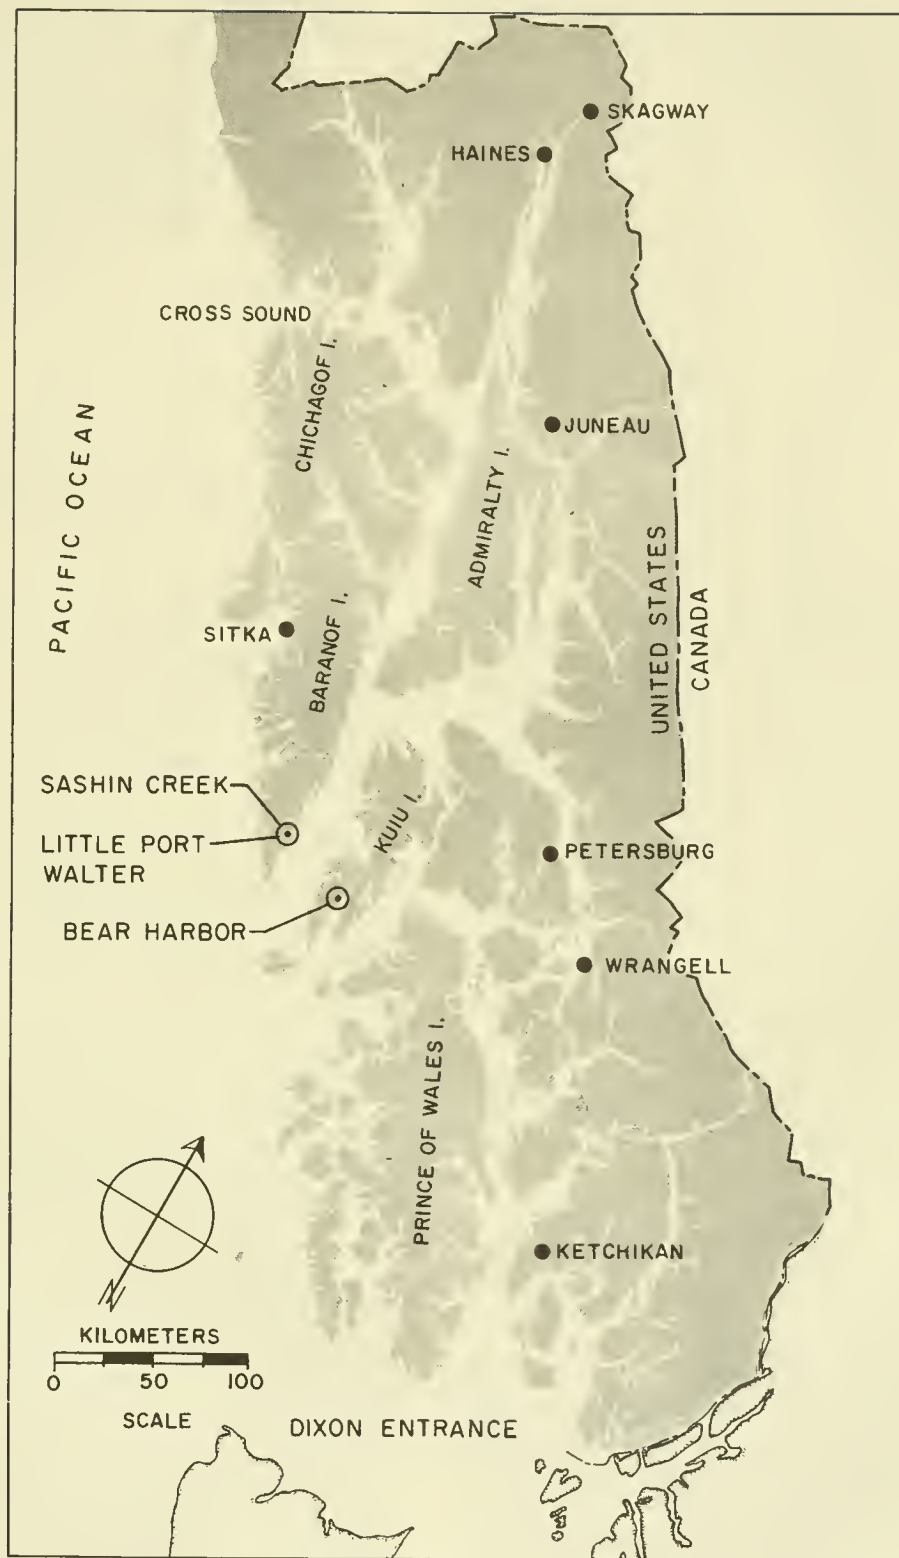 SKAGWAY
HAINES
CROSS SOUND
CHICHAGOF I.
JUNEAU
PACIFIC OCEAN
ADMIRALTY I.
UNITED STATES
CANADA
SITKA
BARANOF I.
SASHIN CREEK
KUIU I.
LITTLE PORT
WALTER
PETERSBURG
BEAR HARBOR
WRANGELL
PRINCE OF WALES I.
KETCHIKAN
N
KILOMETERS
0 50 100
SCALE
DIXON ENTRANCE